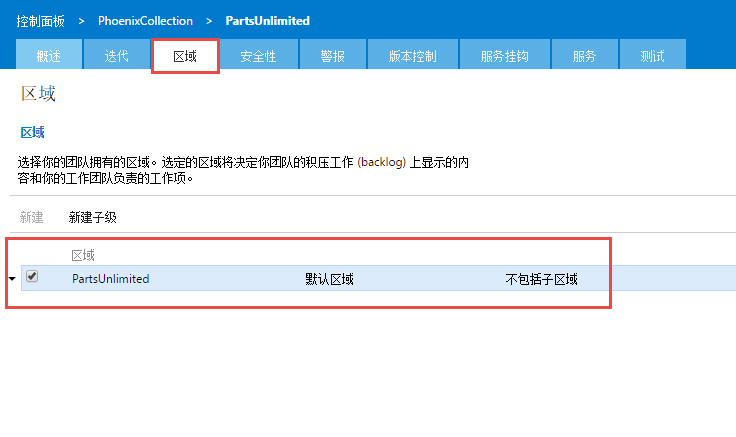 控制面板 > PhoenixCollection > PartsUnlimited
概述 迭代 区域 安全性 警报 版本控制 服务挂钩 服务 测试
区域
区域
选择你的团队拥有的区域。选定的区域将决定你团队的积压工作 (backlog) 上显示的内
容和你的工作团队负责的工作项。
新建 新建子级
区域
PartsUnlimited 默认区域 不包括子区域